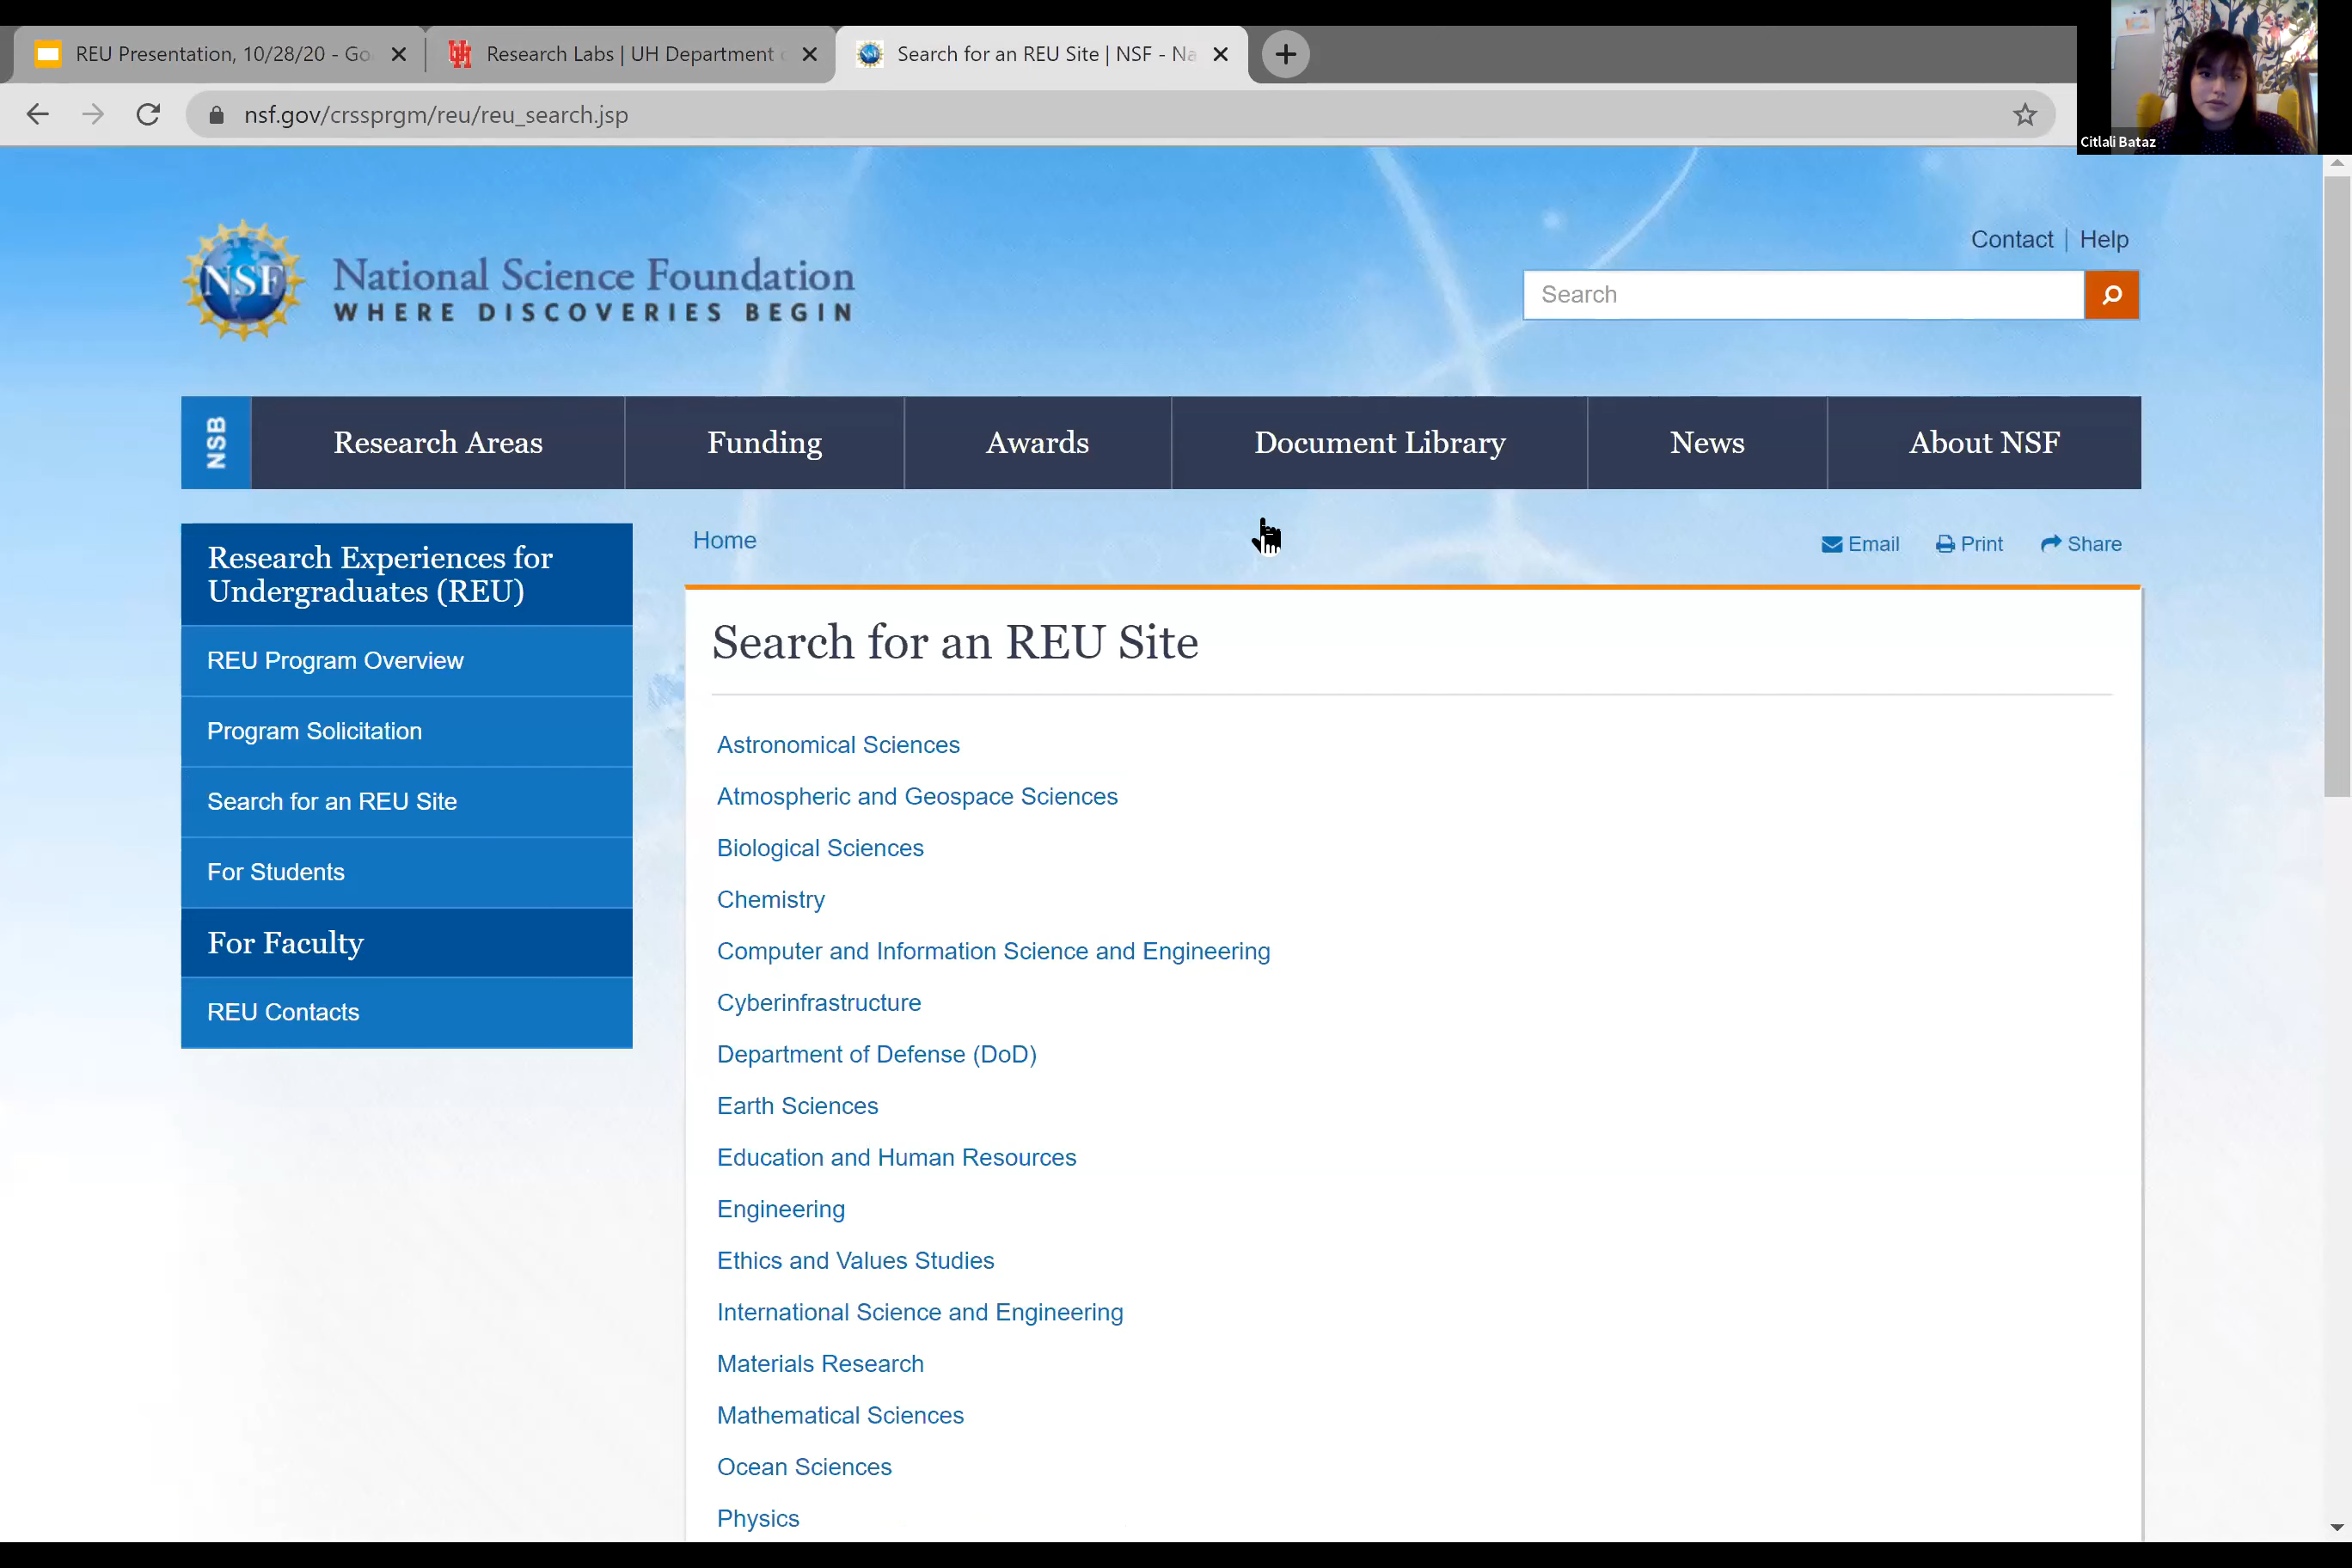 REU Presentation, 10/28/20 - Go
Research Labs | UH Department
Search for an REU Site | NSF - Na
nsf.gov/crssprgm/reu/reu_search.jsp
Citlali Bataz
NSF
National Science Foundation
WHERE DISCOVERIES BEGIN
Contact | Help
Search
NSB
Research Areas
Funding
Awards
Document Library
News
About NSF
Research Experiences for
Undergraduates (REU)
REU Program Overview
Program Solicitation
Search for an REU Site
For Students
For Faculty
REU Contacts
Home
Email
Print
Share
Search for an REU Site
Astronomical Sciences
Atmospheric and Geospace Sciences
Biological Sciences
Chemistry
Computer and Information Science and Engineering
Cyberinfrastructure
Department of Defense (DoD)
Earth Sciences
Education and Human Resources
Engineering
Ethics and Values Studies
International Science and Engineering
Materials Research
Mathematical Sciences
Ocean Sciences
Physics